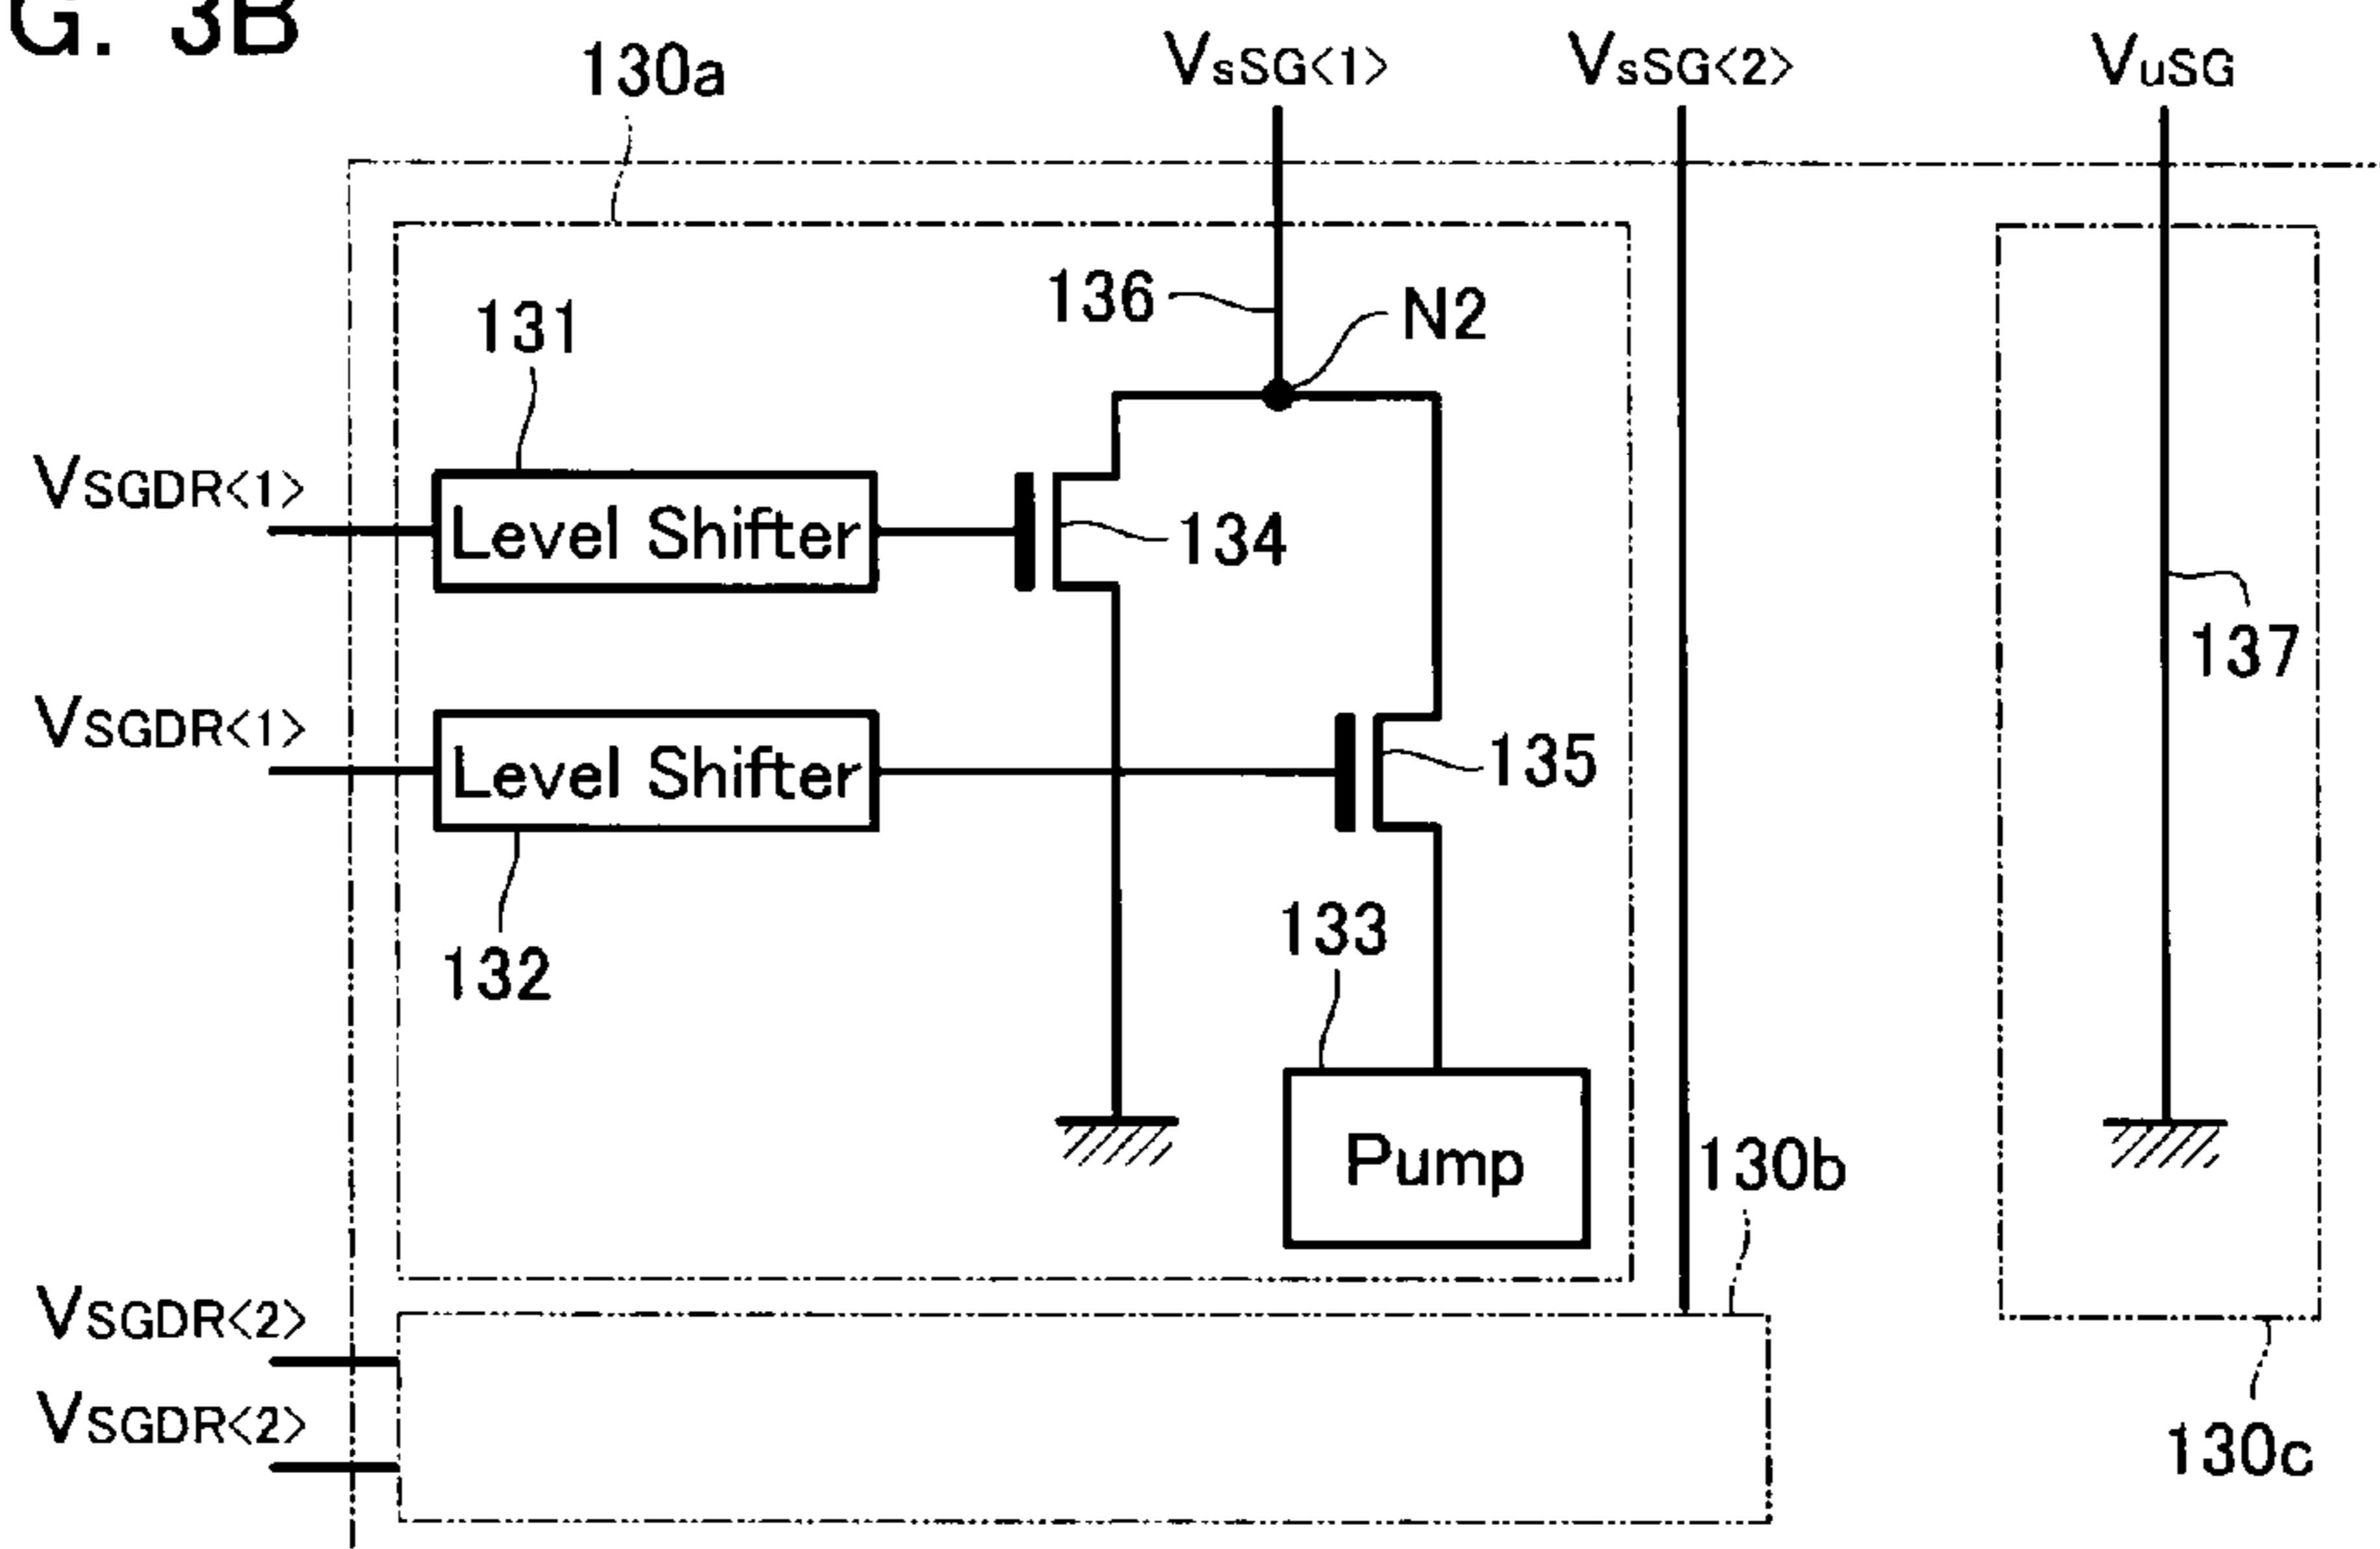 G. 3B
130a
VsSG<1>
VsSG<2>
VuSG
136
N2
131
VSGDR<1>
Level Shifter
134
137
VSGDR<1>
Level Shifter
135
133
132
Pump
130b
VSGDR<2>
VSGDR<2>
130c